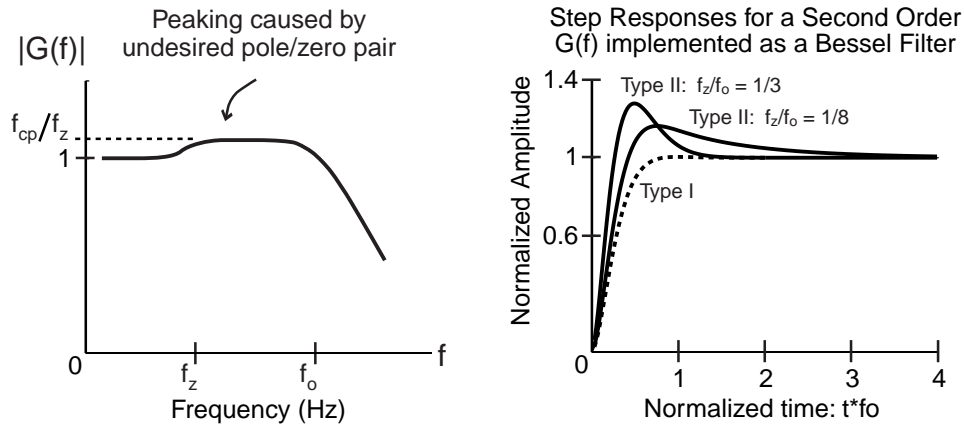 Peaking caused by
undesired pole/zero pair
|G(f)|
fcp/fz
1
0
fz
fo
f
Frequency (Hz)
Step Responses for a Second Order
G(f) implemented as a Bessel Filter
1.4
Type II: fz/fo = 1/3
Type II: fz/fo = 1/8
1
Type I
0.6
Normalized Amplitude
0
1
2
3
4
Normalized time: t*fo